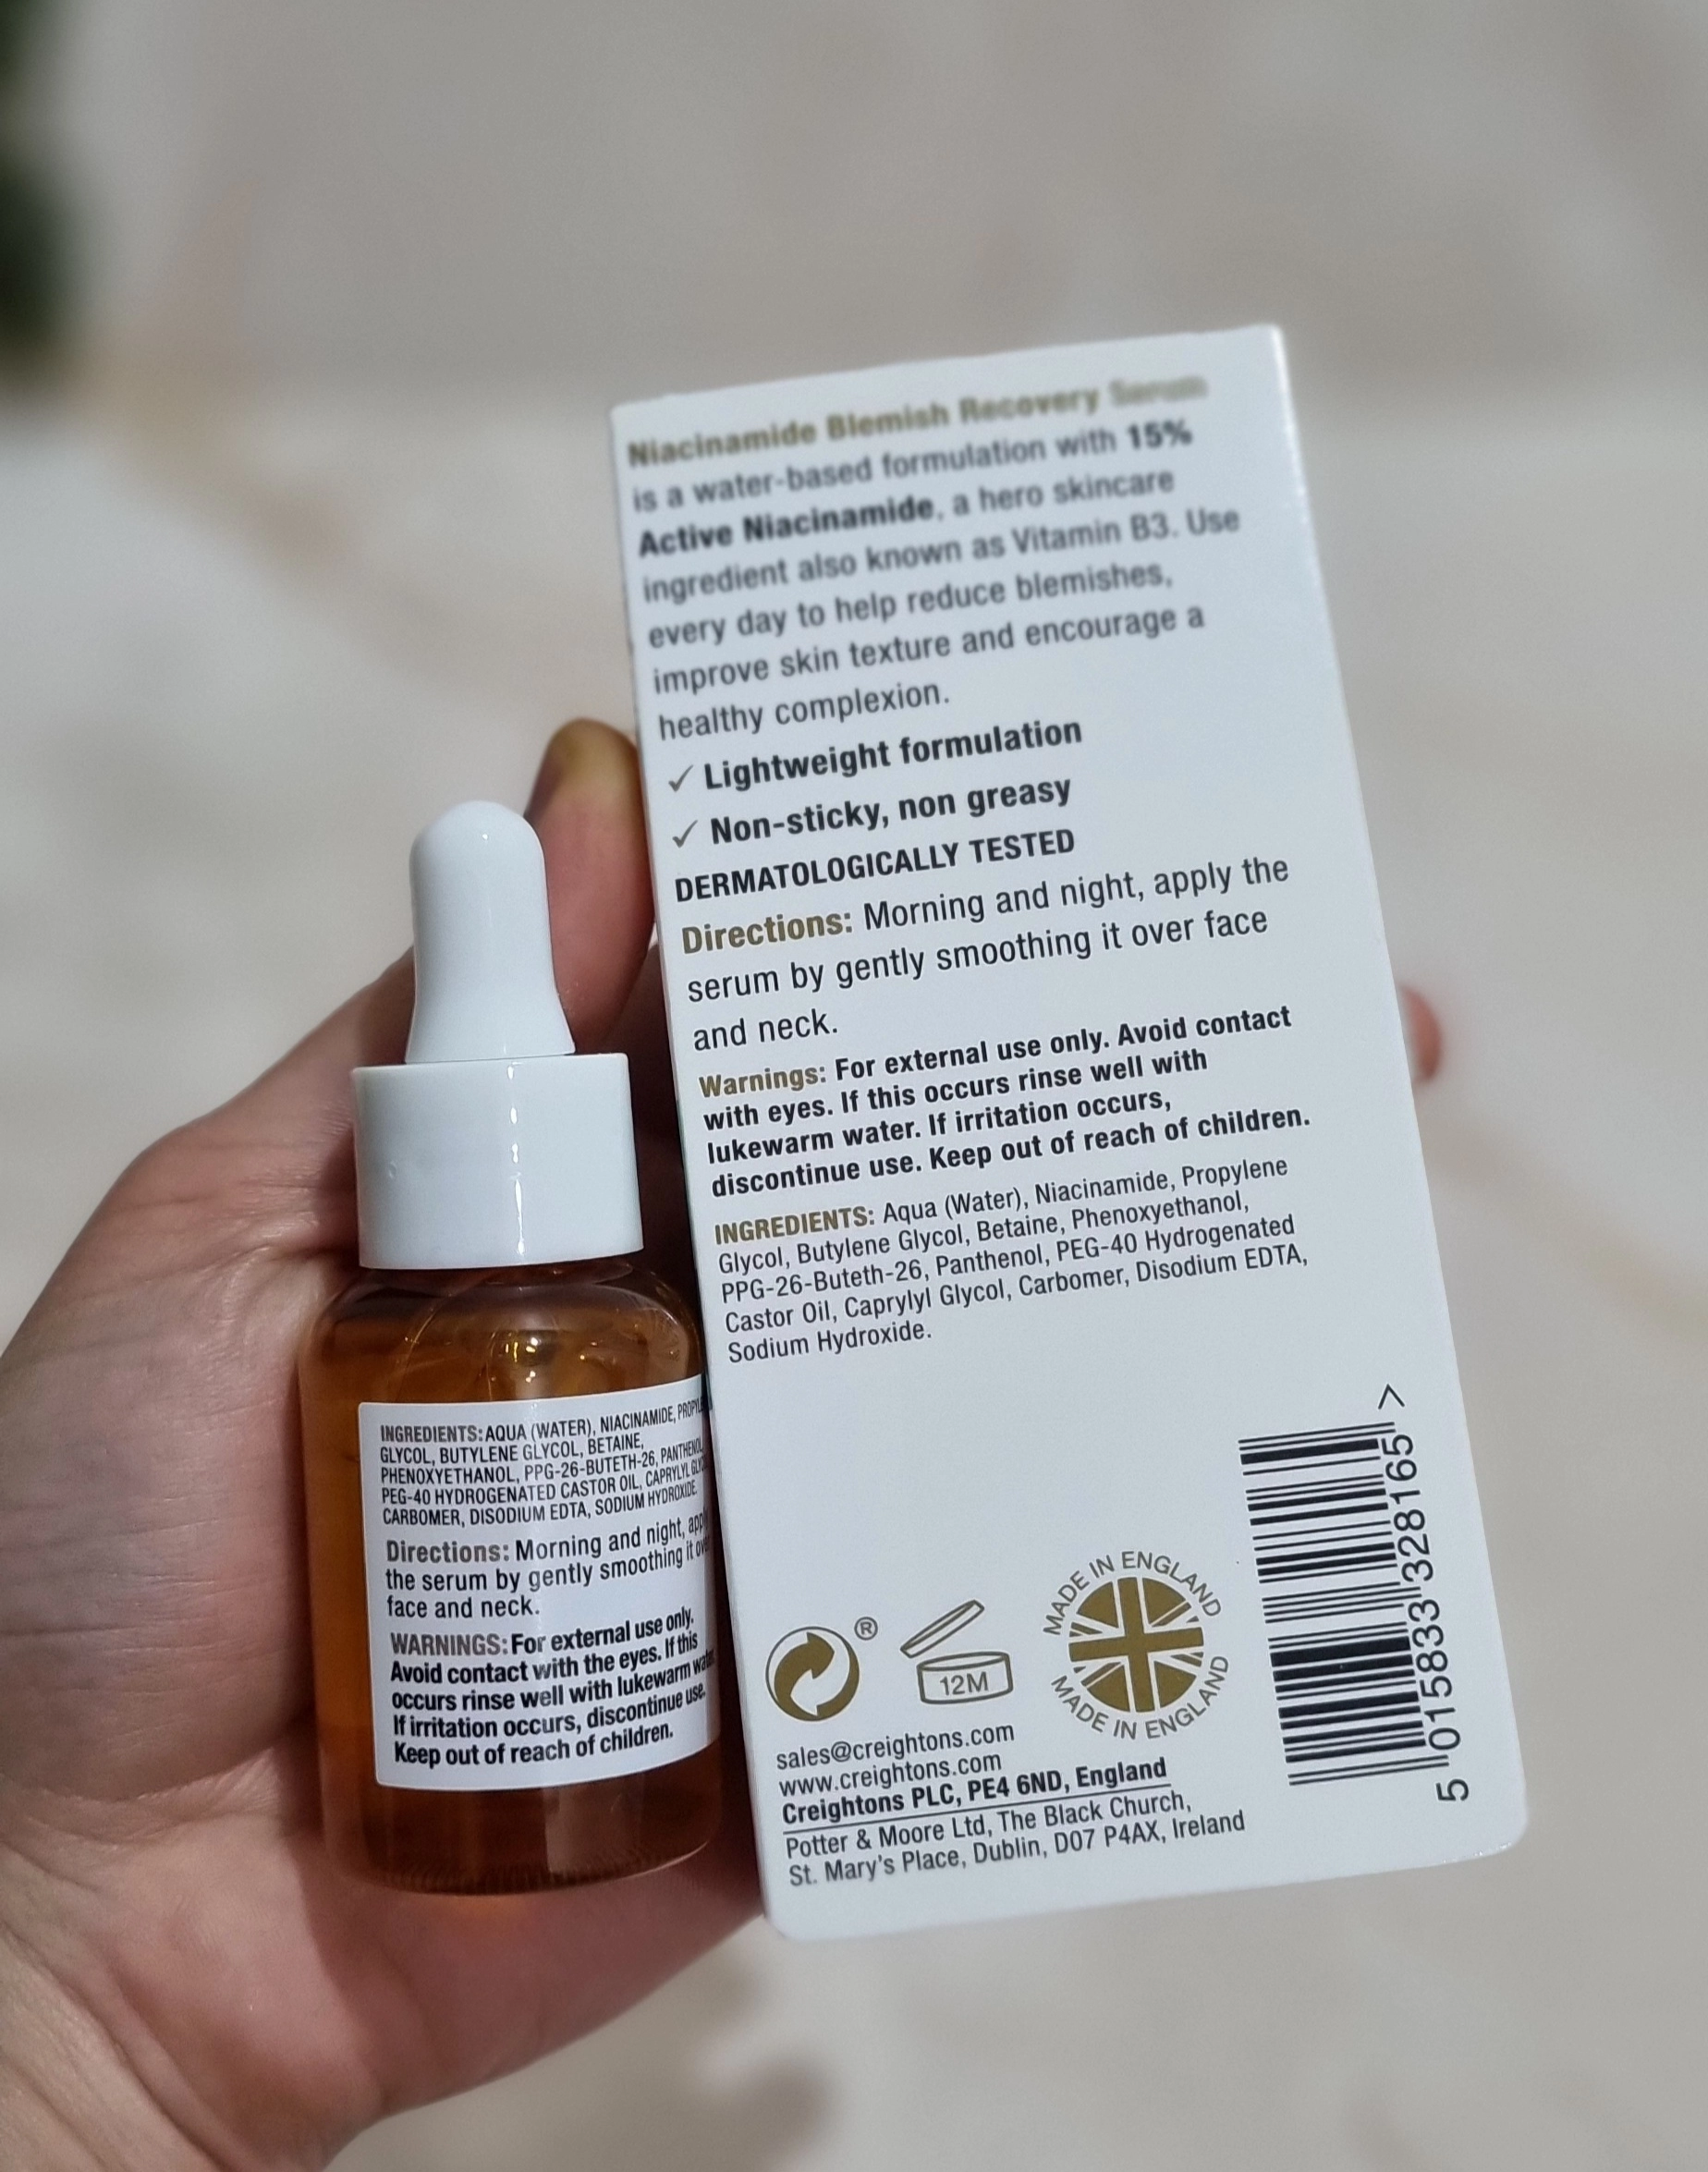 Niacinamide Blemish Recovery Serum
is a water-based formulation with 15%
Active Niacinamide, a hero skincare
ingredient also known as Vitamin B3. Use
every day to help reduce blemishes,
improve skin texture and encourage a
healthy complexion.
✓ Lightweight formulation
✓ Non-sticky, non greasy
DERMATOLOGICALLY TESTED
Directions: Morning and night, apply the
serum by gently smoothing it over face
and neck.
Warnings: For external use only. Avoid contact
with eyes. If this occurs rinse well with
lukewarm water. If irritation occurs,
discontinue use. Keep out of reach of children.
INGREDIENTS: Aqua (Water), Niacinamide, Propylene
Glycol, Butylene Glycol, Betaine, Phenoxyethanol,
PPG-26-Buteth-26, Panthenol, PEG-40 Hydrogenated
Castor Oil, Caprylyl Glycol, Carbomer, Disodium EDTA,
Sodium Hydroxide.
®
12M
MADE IN ENGLAND
MADE IN ENGLAND
sales@creightons.com
www.creightons.com
Creightons PLC, PE4 6ND, England
Potter & Moore Ltd, The Black Church,
St. Mary's Place, Dublin, D07 P4AX, Ireland
5 015833 328165 >
INGREDIENTS: AQUA (WATER), NIACINAMIDE,
GLYCOL, BUTYLENE GLYCOL, BETAINE,
PHENOXYETHANOL, PPG-26-BUTETH-26, PANTHENOL
PEG-40 HYDROGENATED CASTOR OIL, CAPRYLYL
CARBOMER, DISODIUM EDTA, SODIUM HYDROXIDE.
Directions: Morning and night,
the serum by gently smoothing it
face and neck.
WARNINGS: For external use only.
Avoid contact with the eyes. If this
occurs rinse well with lukewarm
If irritation occurs, discontinue use.
Keep out of reach of children.